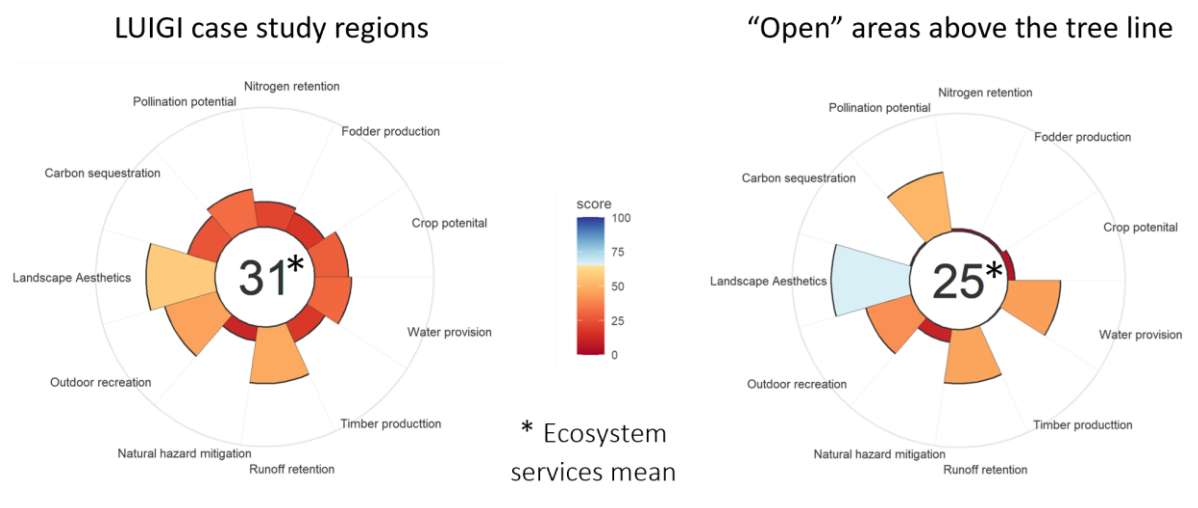 LUIGI case study regions
Nitrogen retention
Pollination potential
Fodder production
Carbon sequestration
Crop potenital
Landscape Aesthetics
31*
Water provision
Outdoor recreation
Timber producttion
Natural hazard mitigation
Runoff retention
score
100
75
50
25
0
* Ecosystem
services mean
“Open” areas above the tree line
Nitrogen retention
Pollination potential
Fodder production
Carbon sequestration
Crop potenital
Landscape Aesthetics
25*
Water provision
Outdoor recreation
Timber producttion
Natural hazard mitigation
Runoff retention